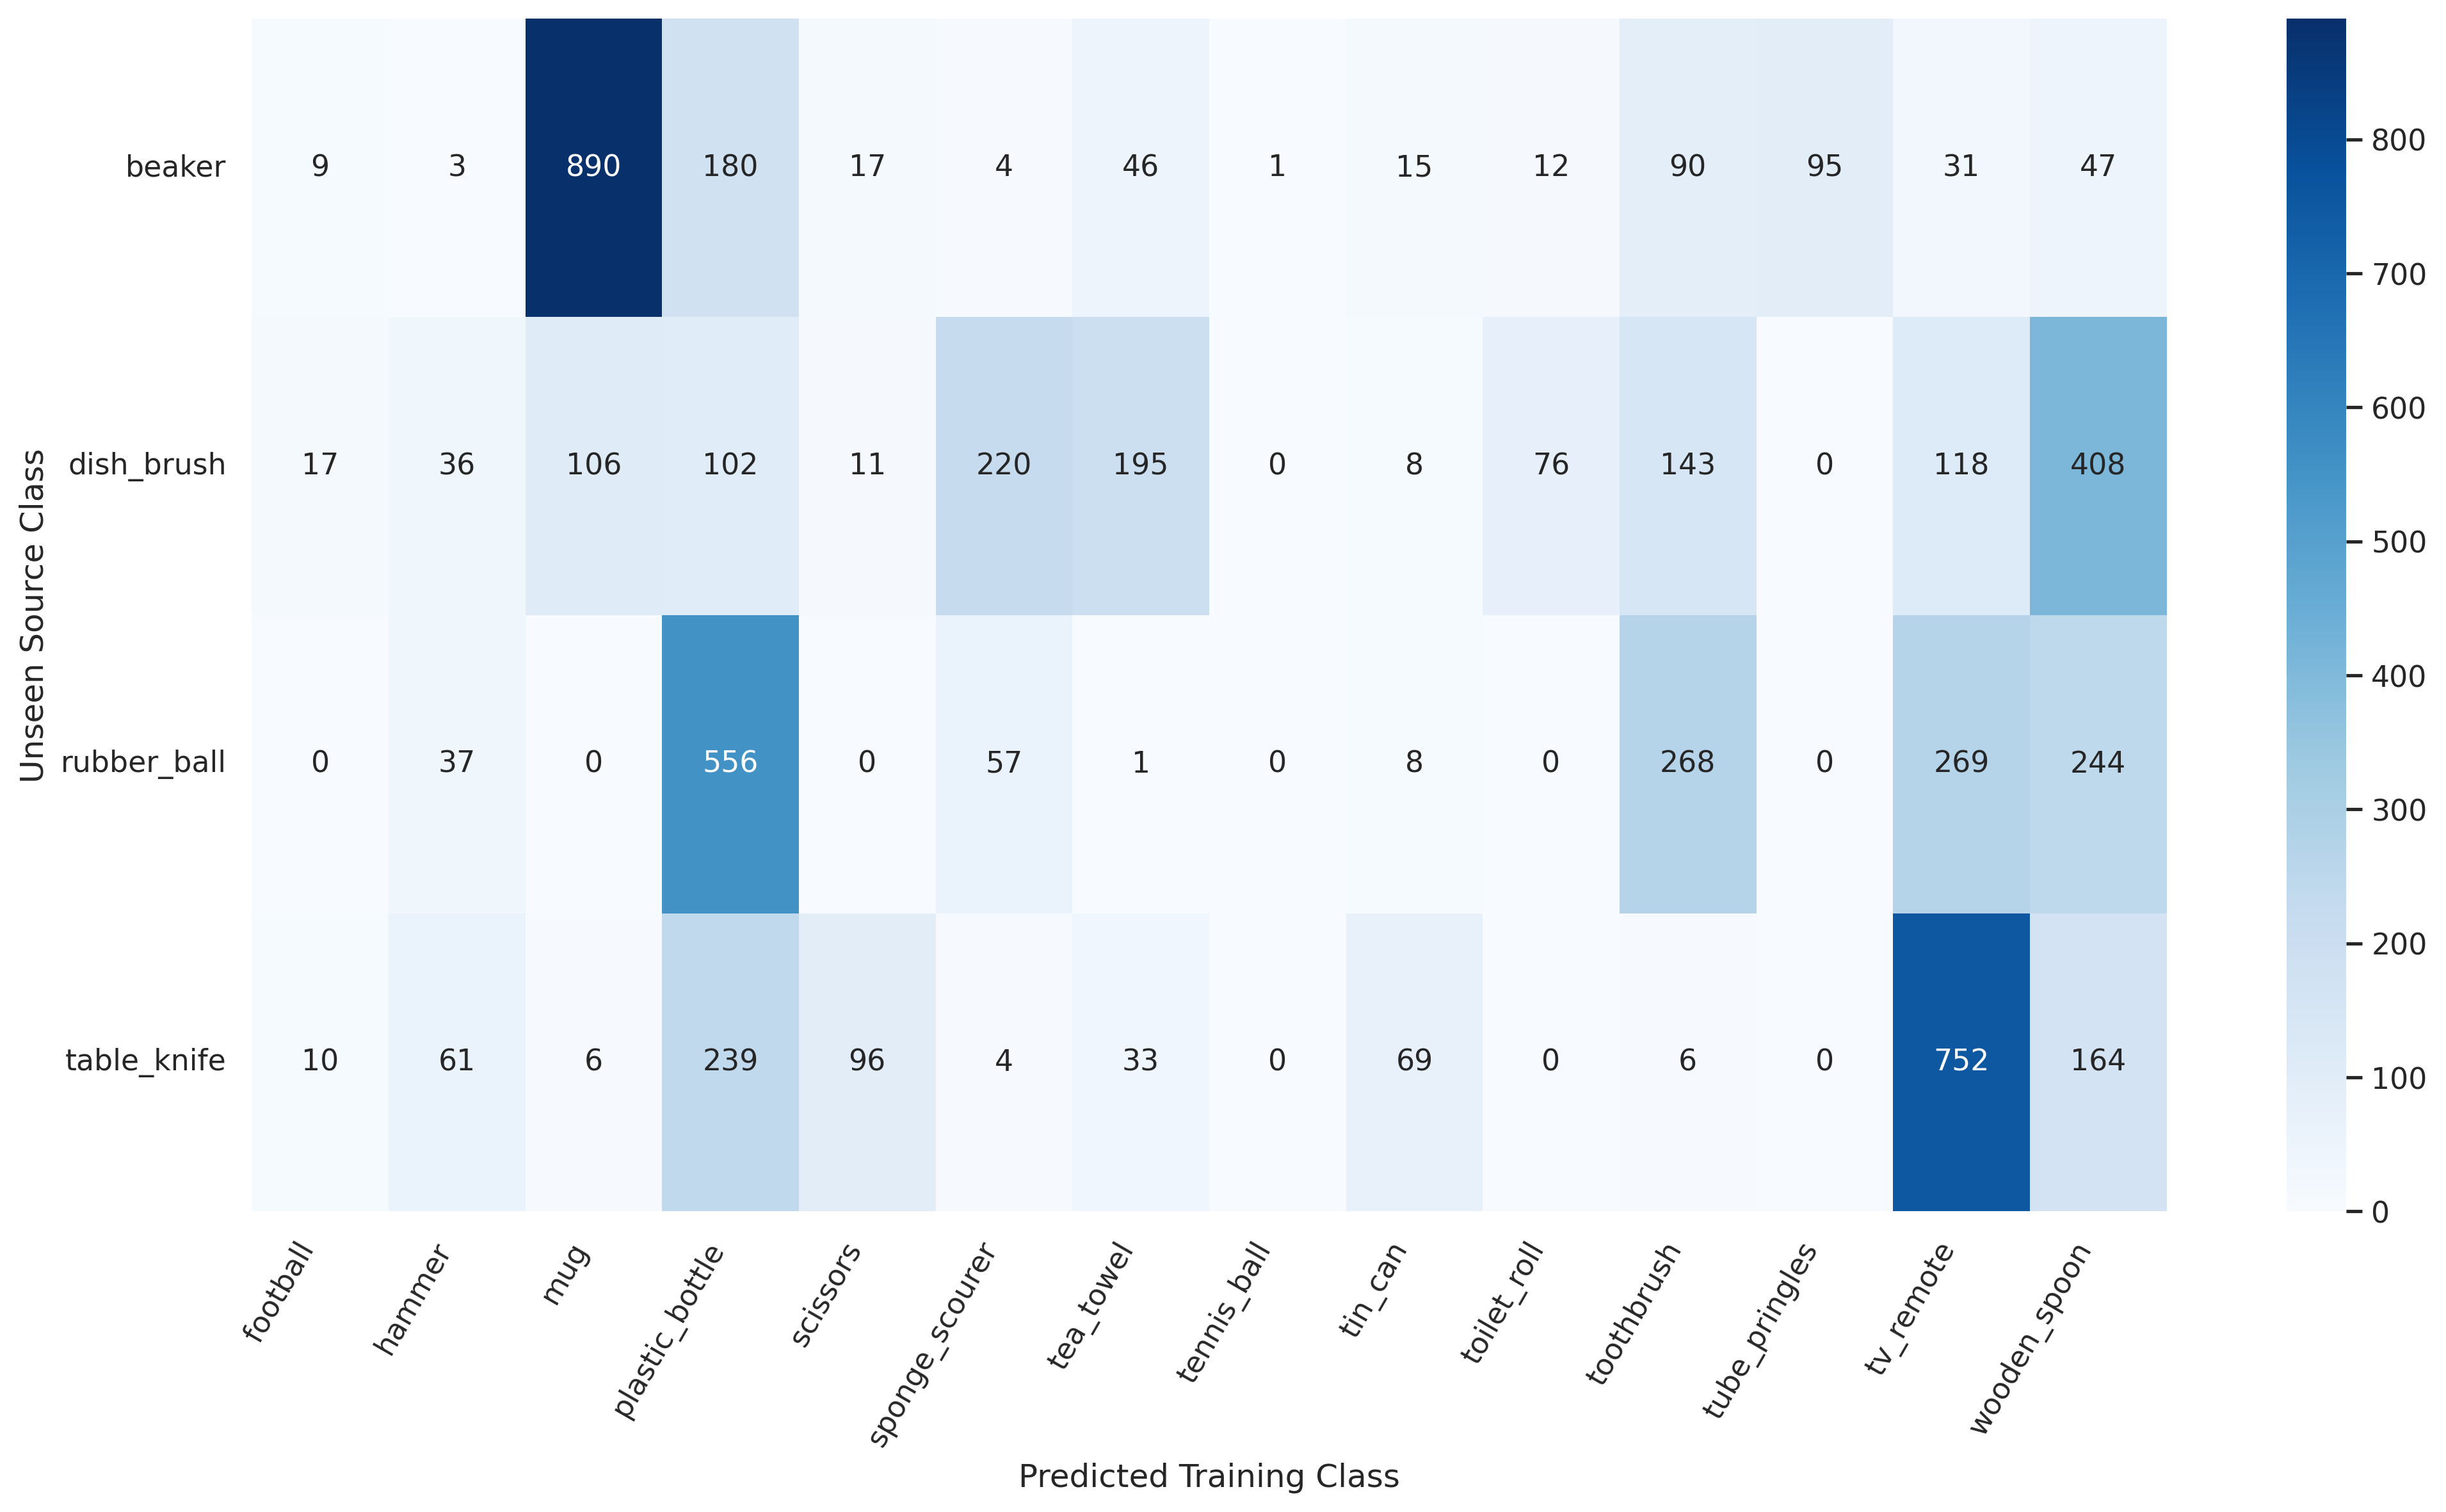 Unseen Source Class
beaker 9 3 890 180 17 4 46 1 15 12 90 95 31 47
dish_brush 17 36 106 102 11 220 195 0 8 76 143 0 118 408
rubber_ball 0 37 0 556 0 57 1 0 8 0 268 0 269 244
table_knife 10 61 6 239 96 4 33 0 69 0 6 0 752 164
football hammer mug plastic_bottle scissors sponge_scourer tea_towel tennis_ball tin_can toilet_roll toothbrush tube_pringles tv_remote wooden_spoon
Predicted Training Class
800
700
600
500
400
300
200
100
0